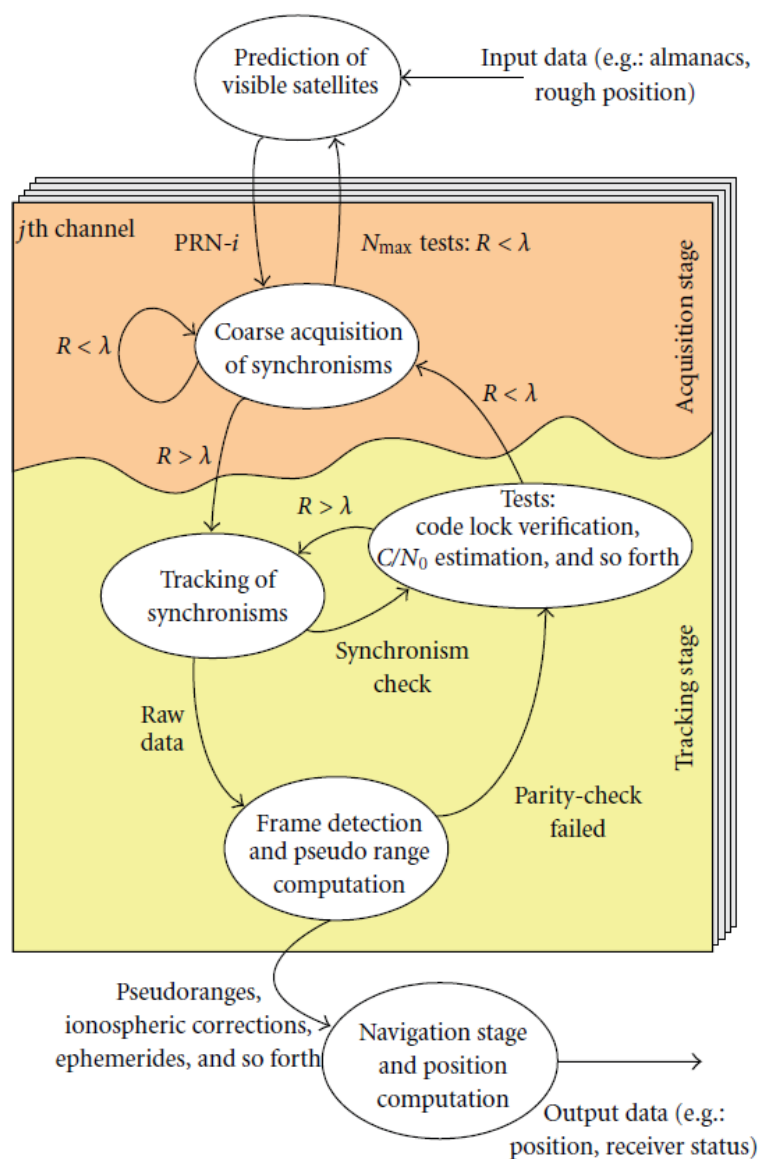 Prediction of
visible satellites
Input data (e.g.: almanacs,
rough position)
jth channel
PRN-i
N_max tests: R < λ
Acquisition stage
Coarse acquisition
of synchronisms
R < λ
R < λ
R > λ
R > λ
Tests:
code lock verification,
C/N₀ estimation, and so forth
Tracking of
synchronisms
Synchronism
check
Tracking stage
Raw
data
Parity-check
failed
Frame detection
and pseudo range
computation
Pseudoranges,
ionospheric corrections,
ephemerides, and so forth
Navigation stage
and position
computation
Output data (e.g.:
position, receiver status)